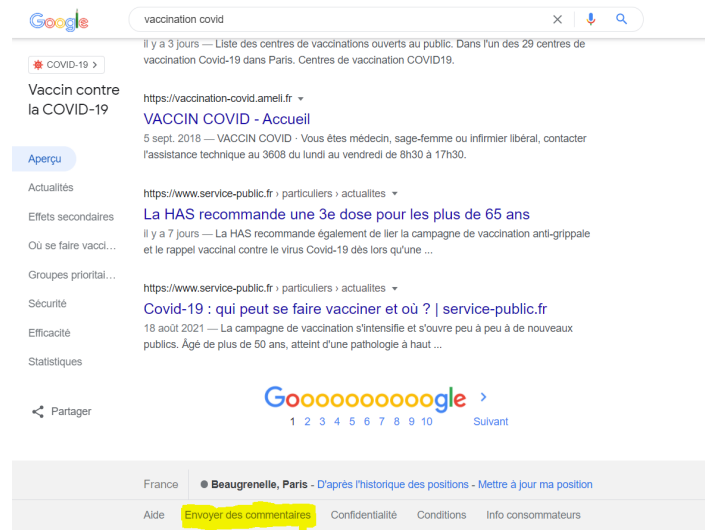 Google
vaccination covid
il y a 3 jours — Liste des centres de vaccinations ouverts au public. Dans l'un des 29 centres de
vaccination Covid-19 dans Paris. Centres de vaccination COVID19.
COVID-19 >
Vaccin contre
la COVID-19
Aperçu
Actualités
Effets secondaires
Où se faire vacci...
Groupes prioritai...
Sécurité
Efficacité
Statistiques
Partager
https://vaccination-covid.ameli.fr
VACCIN COVID - Accueil
5 sept. 2018 — VACCIN COVID · Vous êtes médecin, sage-femme ou infirmier libéral, contacter
l'assistance technique au 3608 du lundi au vendredi de 8h30 à 17h30.
https://www.service-public.fr › particuliers › actualites
La HAS recommande une 3e dose pour les plus de 65 ans
il y a 7 jours — La HAS recommande également de lier la campagne de vaccination anti-grippale
et le rappel vaccinal contre le virus Covid-19 dès lors qu'une ...
https://www.service-public.fr › particuliers › actualites
Covid-19 : qui peut se faire vacciner et où ? | service-public.fr
18 août 2021 — La campagne de vaccination s'intensifie et s'ouvre peu à peu à de nouveaux
publics. Âgé de plus de 50 ans, atteint d'une pathologie à haut ...
Goooooooooogle >
1 2 3 4 5 6 7 8 9 10 Suivant
France Beaugrenelle, Paris - D'après l'historique des positions - Mettre à jour ma position
Aide Envoyer des commentaires Confidentialité Conditions Info consommateurs